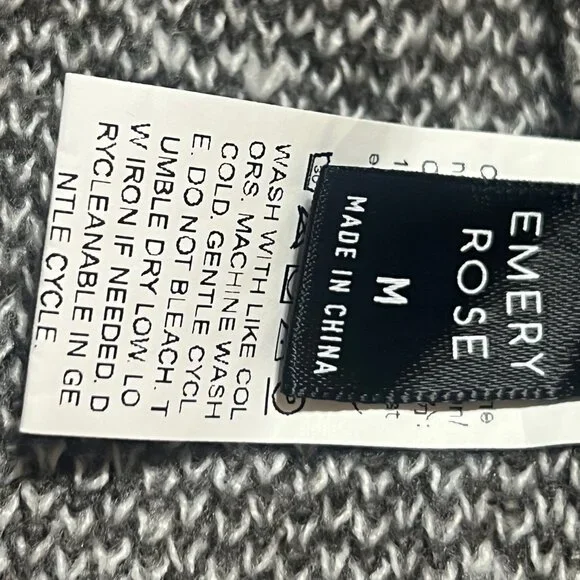 EMERY
ROSE
M
MADE IN CHINA
WASH WITH LIKE COL
ORS. MACHINE WASH
COLD, GENTLE CYCL
E. DO NOT BLEACH. T
UMBLE DRY LOW. LO
W IRON IF NEEDED. D
RYCLEANABLE IN GE
NTLE CYCLE.